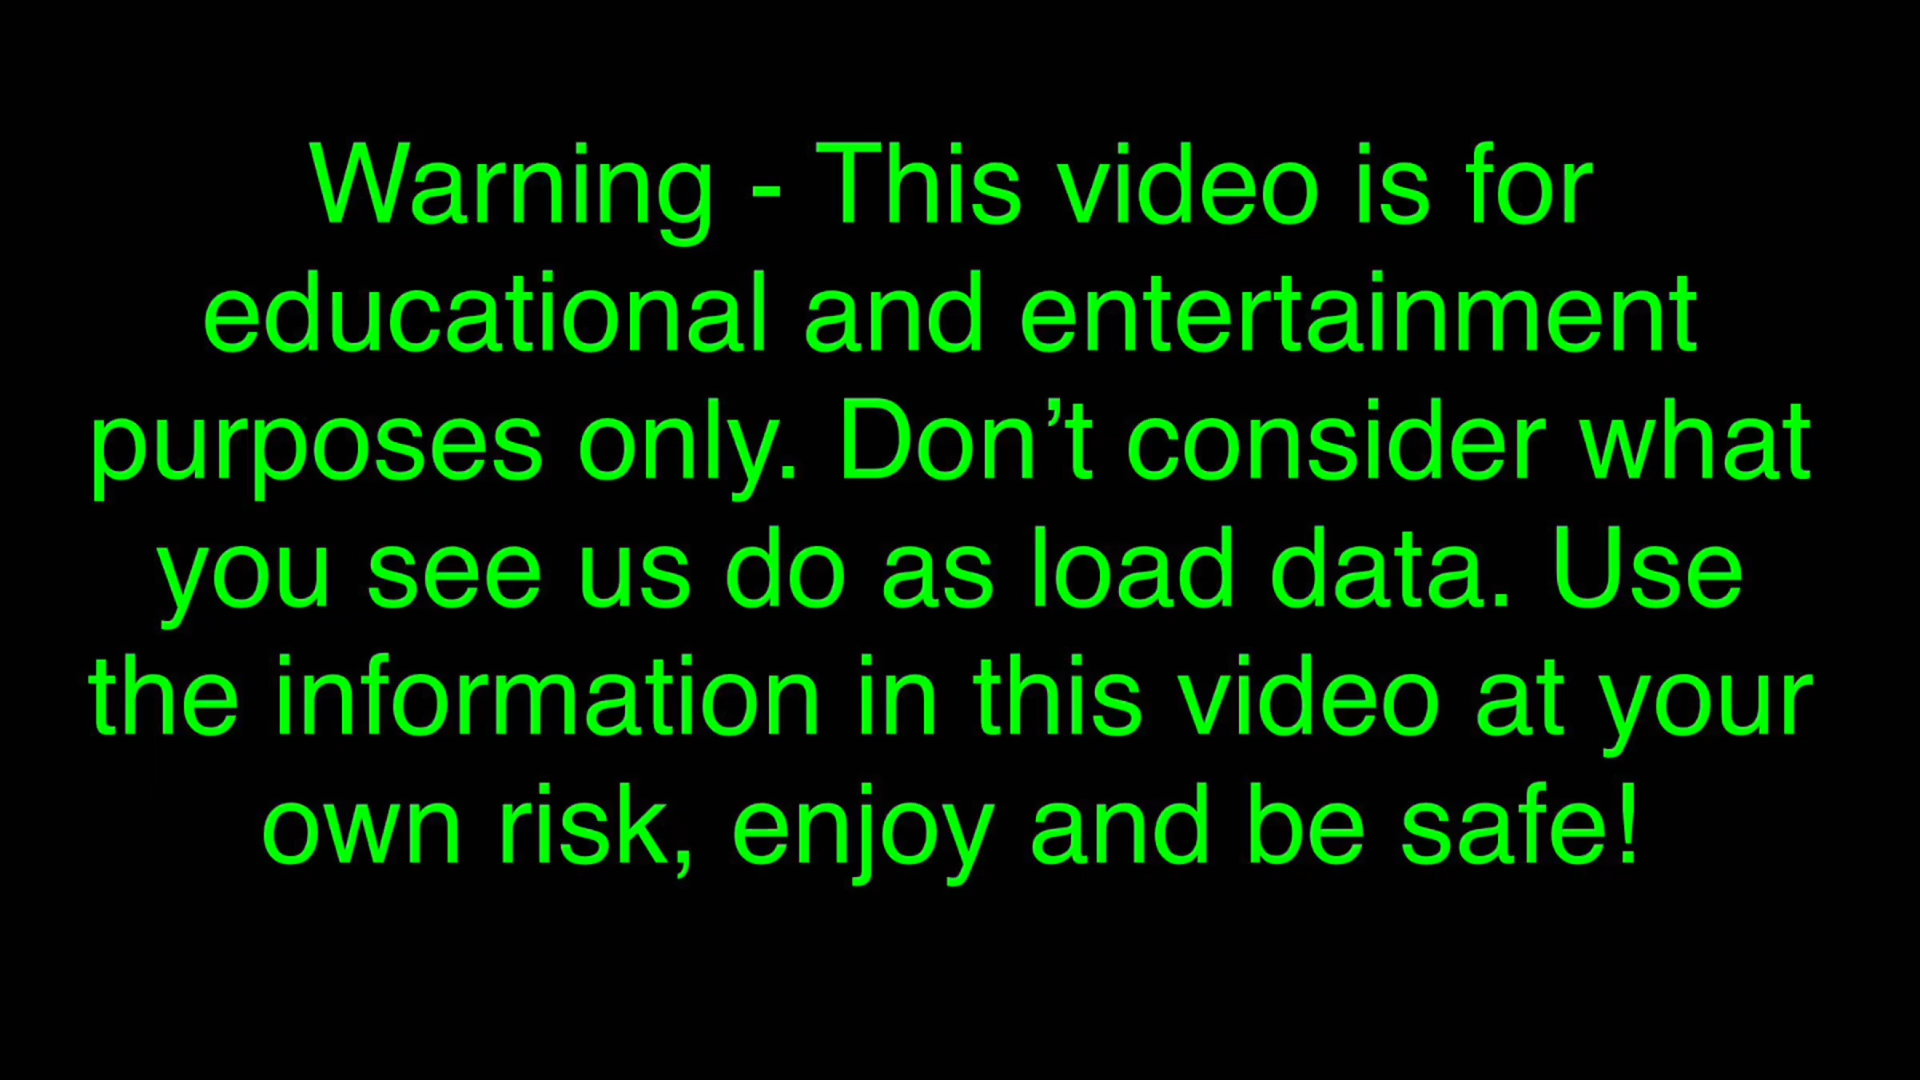 Warning - This video is for
educational and entertainment
purposes only. Don’t consider what
you see us do as load data. Use
the information in this video at your
own risk, enjoy and be safe!